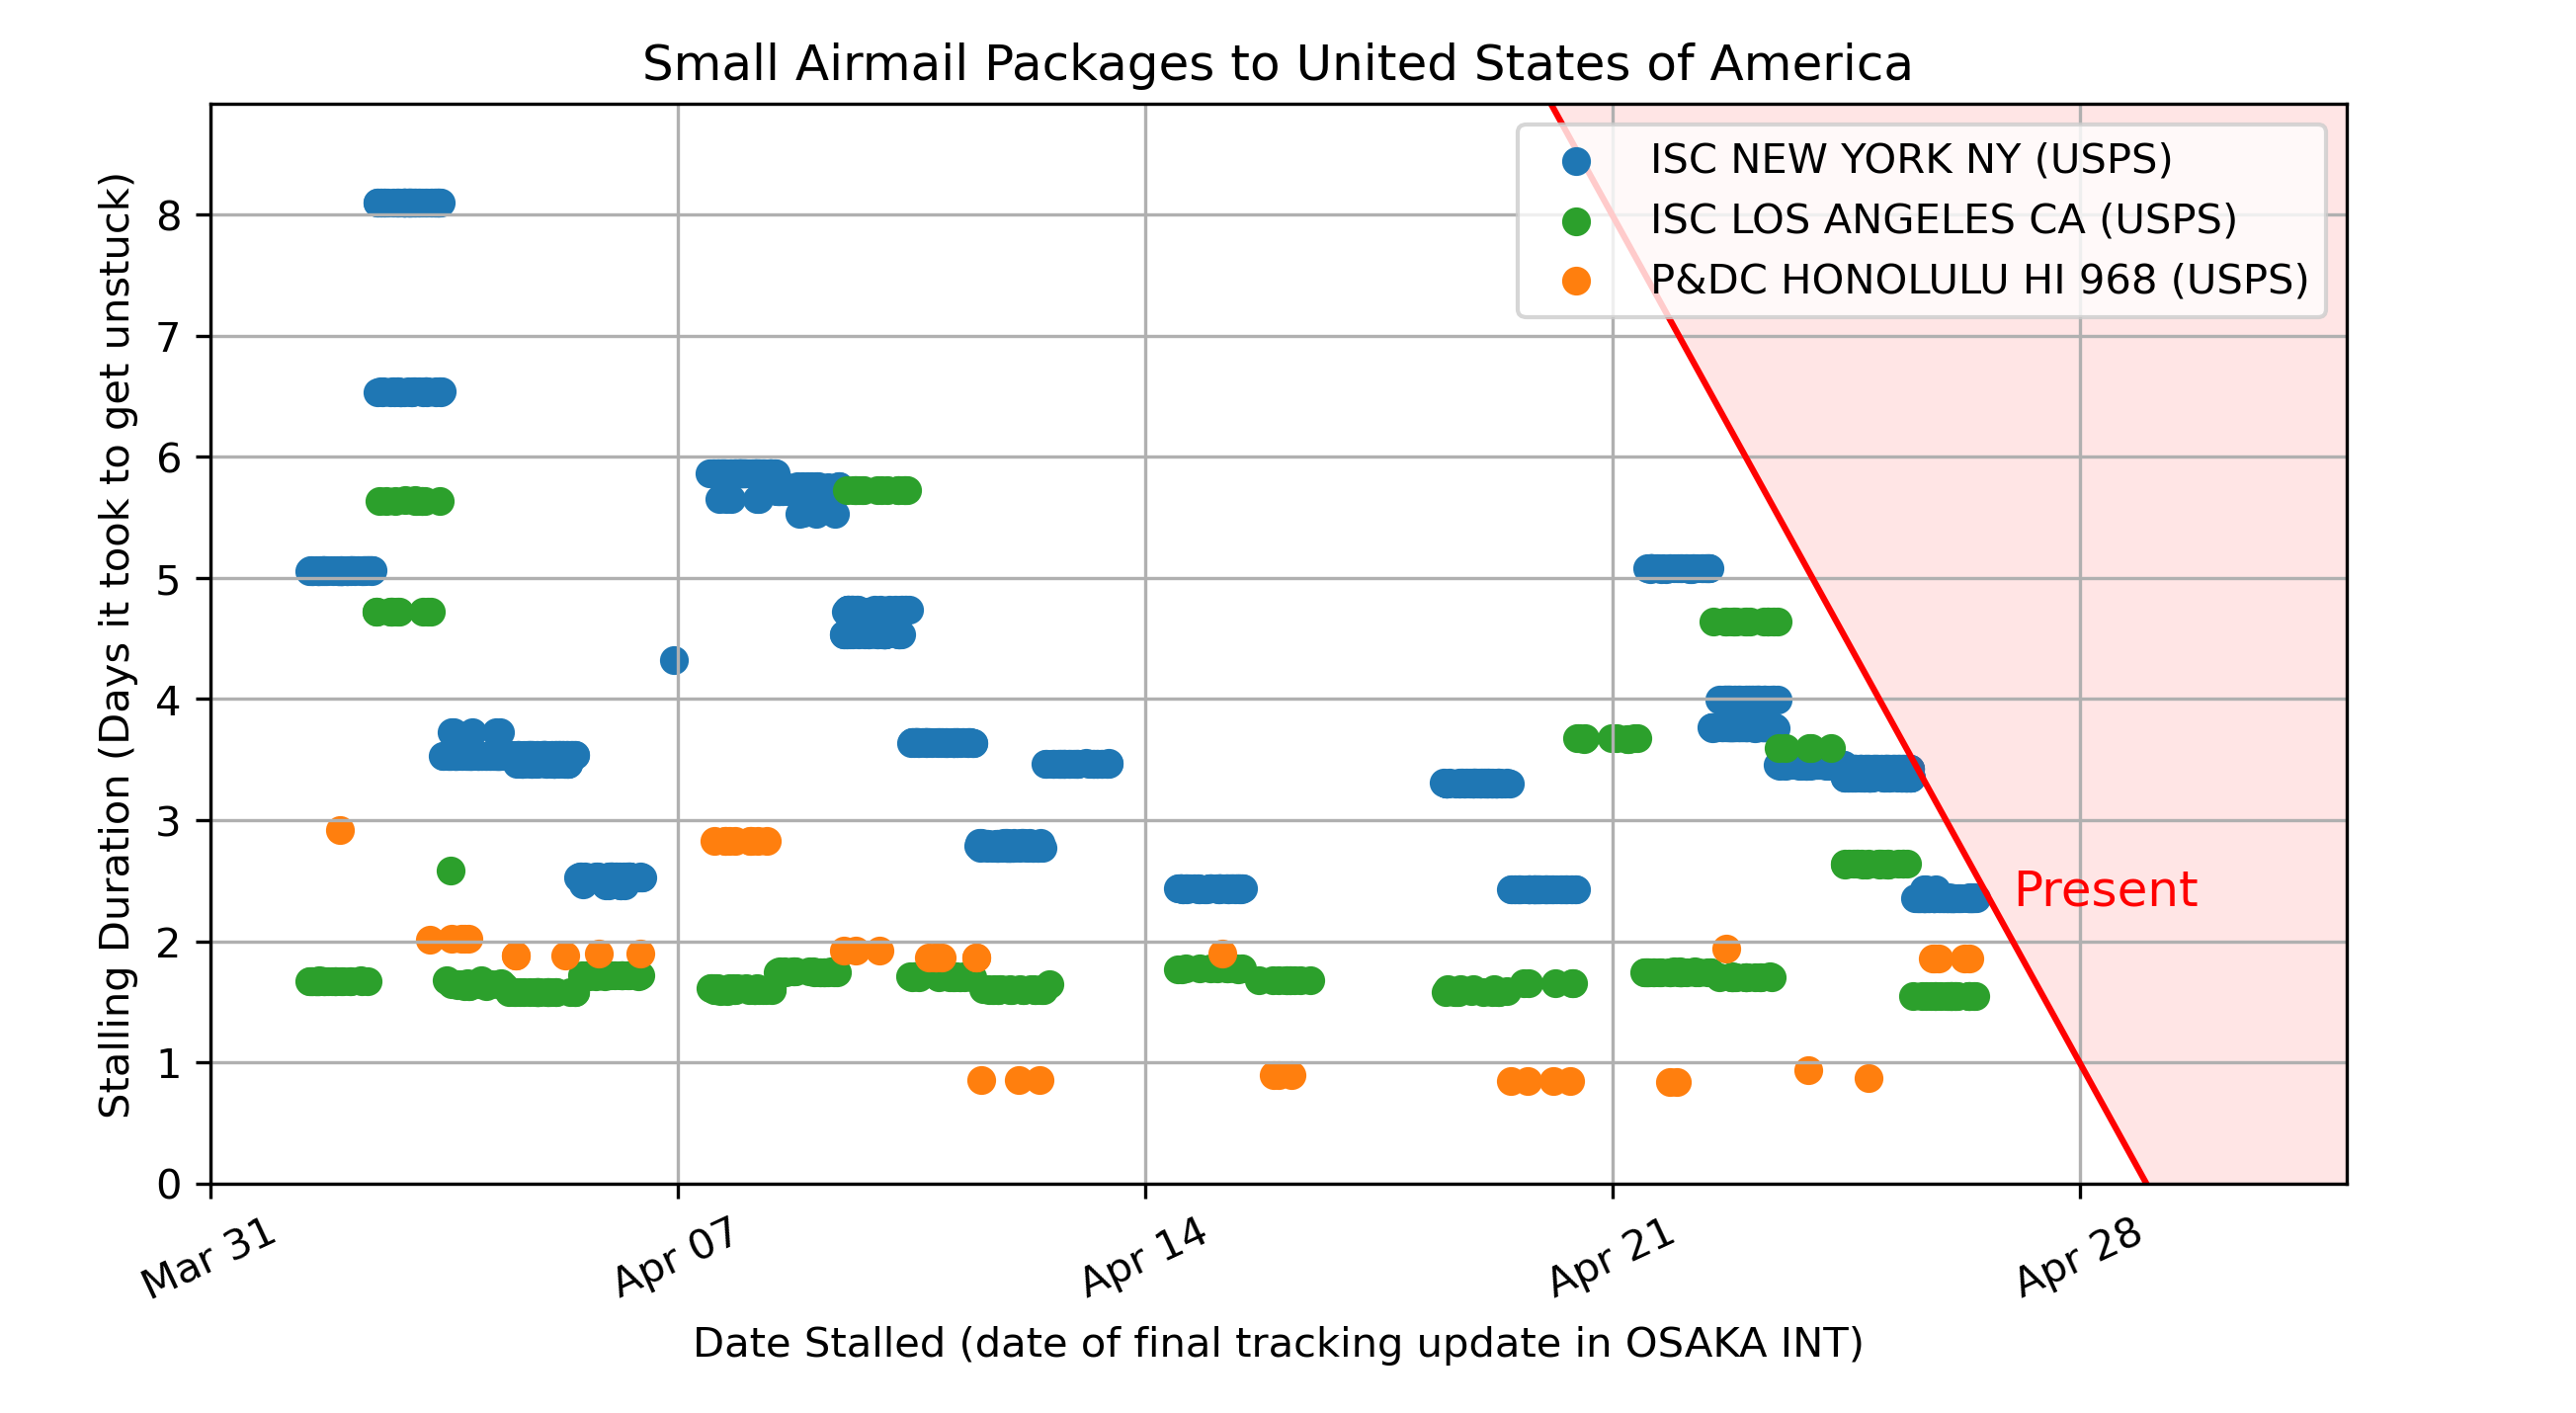 Small Airmail Packages to United States of America
ISC NEW YORK NY (USPS)
ISC LOS ANGELES CA (USPS)
P&DC HONOLULU HI 968 (USPS)
Stalling Duration (Days it took to get unstuck)
8
7
6
5
4
3
2
1
0
Present
Mar 31
Apr 07
Apr 14
Apr 21
Apr 28
Date Stalled (date of final tracking update in OSAKA INT)